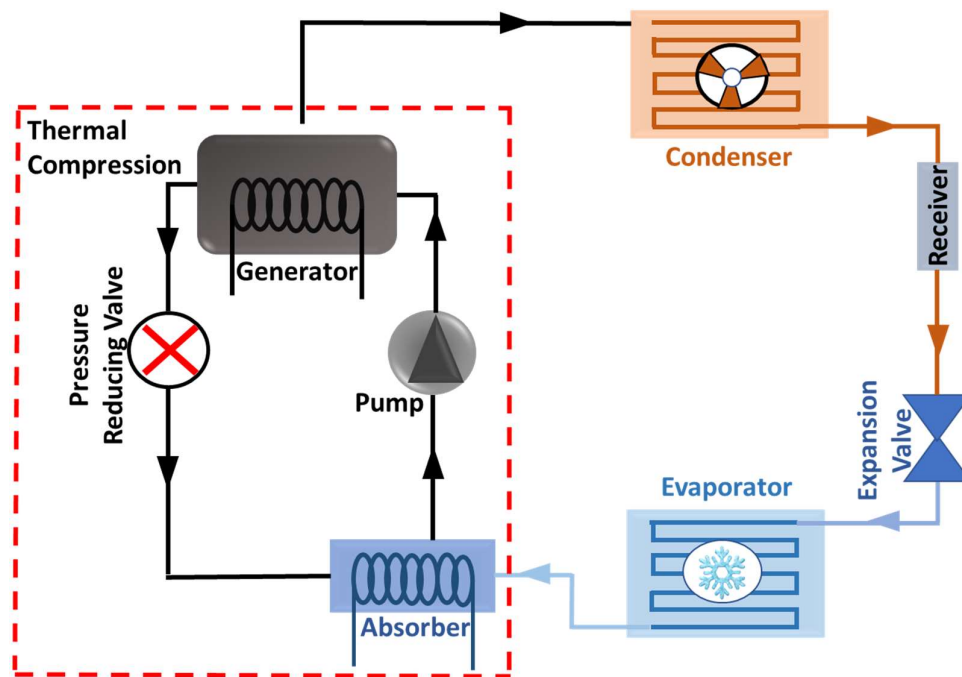 Thermal
Compression
Condenser
Receiver
Generator
Pressure
Reducing Valve
Pump
Expansion
Valve
Evaporator
Absorber